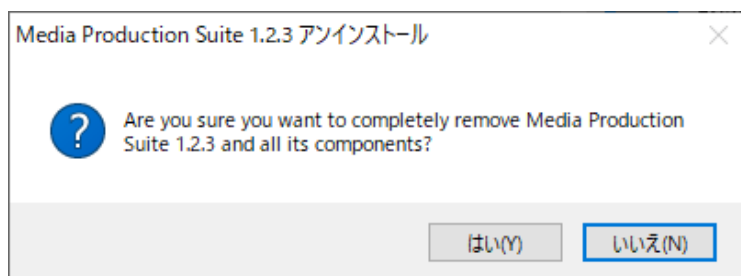 Media Production Suite 1.2.3 アンインストール
Are you sure you want to completely remove Media Production
Suite 1.2.3 and all its components?
はい(Y)
いいえ(N)